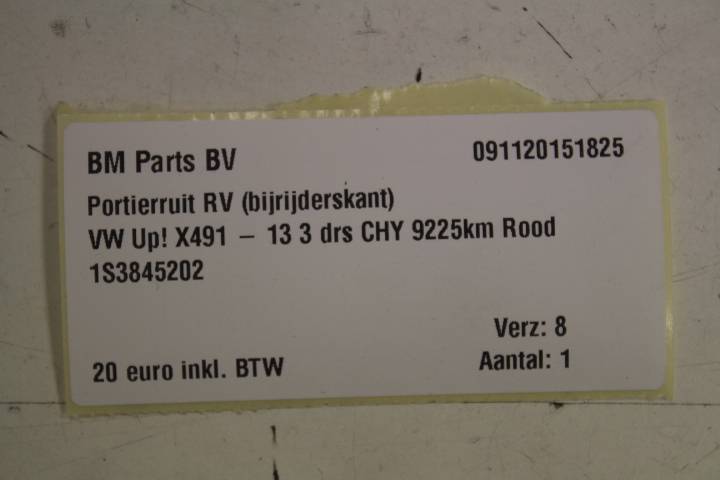 BM Parts BV 091120151825
Portierruit RV (bijrijderskant)
VW Up! X491 – 13 3 drs CHY 9225km Rood
1S3845202
Verz: 8
20 euro inkl. BTW Aantal: 1